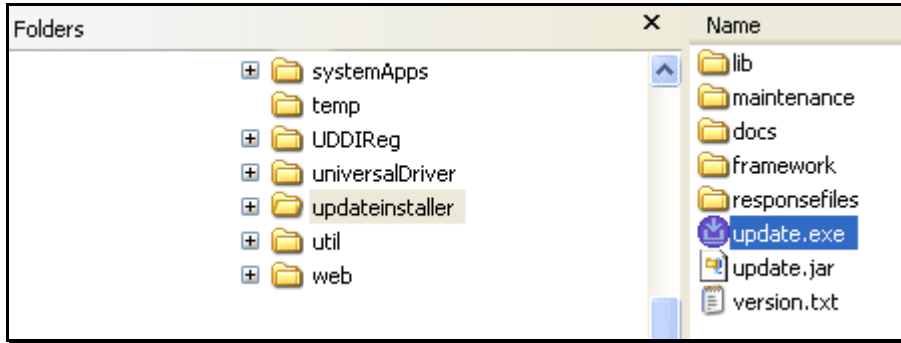 Folders
systemApps
temp
UDDIReg
universalDriver
updateinstaller
util
web
Name
lib
maintenance
docs
framework
responsefiles
update.exe
update.jar
version.txt